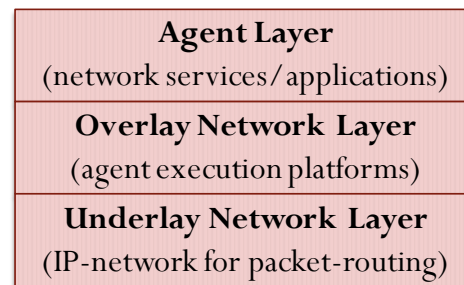 Agent Layer
(network services/applications)
Overlay Network Layer
(agent execution platforms)
Underlay Network Layer
(IP-network for packet-routing)